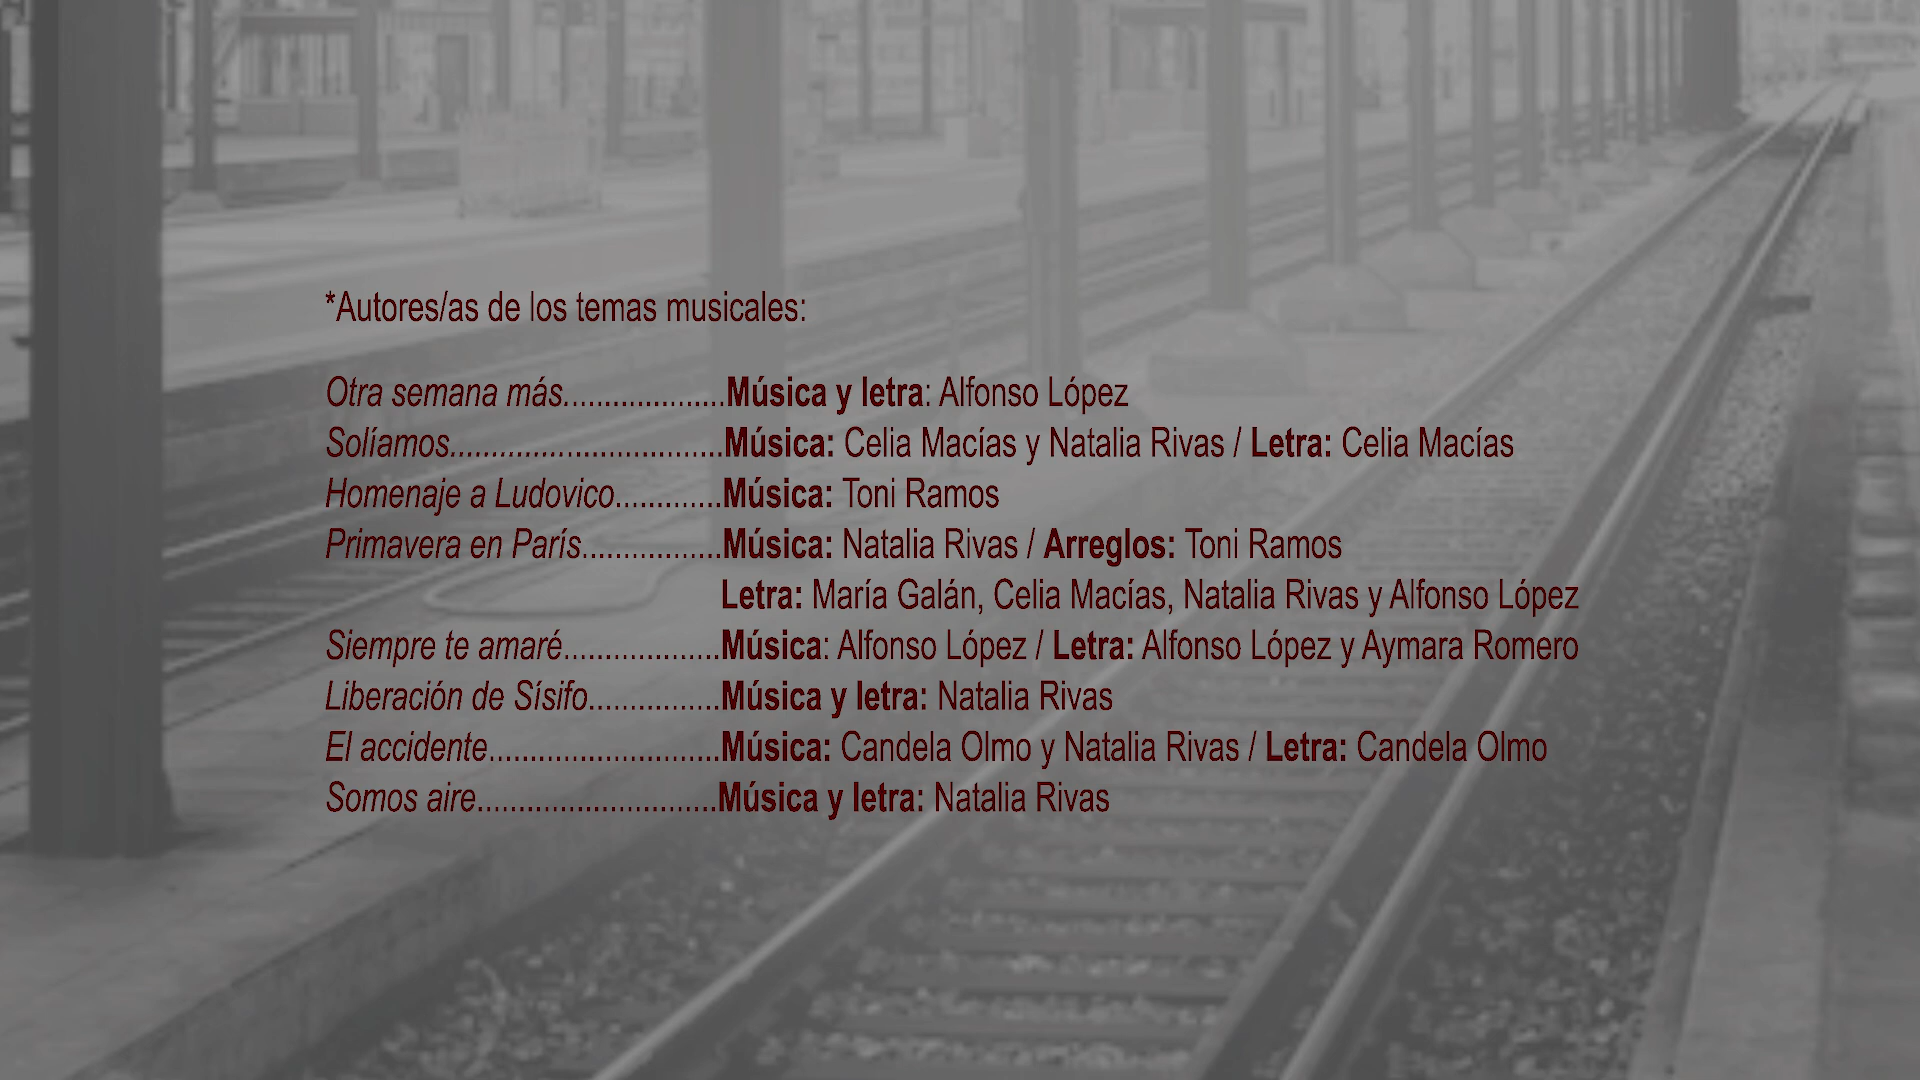 *Autores/as de los temas musicales:
Otra semana más....................Música y letra: Alfonso López
Solíamos.................................Música: Celia Macías y Natalia Rivas / Letra: Celia Macías
Homenaje a Ludovico.............Música: Toni Ramos
Primavera en París.................Música: Natalia Rivas / Arreglos: Toni Ramos
Letra: María Galán, Celia Macías, Natalia Rivas y Alfonso López
Siempre te amaré...................Música: Alfonso López / Letra: Alfonso López y Aymara Romero
Liberación de Sísifo................Música y letra: Natalia Rivas
El accidente............................Música: Candela Olmo y Natalia Rivas / Letra: Candela Olmo
Somos aire.............................Música y letra: Natalia Rivas